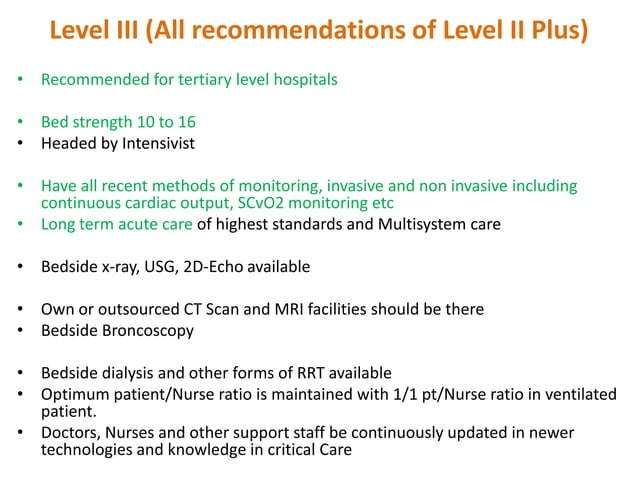 Level III (All recommendations of Level II Plus)
• Recommended for tertiary level hospitals
• Bed strength 10 to 16
• Headed by Intensivist
• Have all recent methods of monitoring, invasive and non invasive including
continuous cardiac output, SCvO2 monitoring etc
• Long term acute care of highest standards and Multisystem care
• Bedside x-ray, USG, 2D-Echo available
• Own or outsourced CT Scan and MRI facilities should be there
• Bedside Broncoscopy
• Bedside dialysis and other forms of RRT available
• Optimum patient/Nurse ratio is maintained with 1/1 pt/Nurse ratio in ventilated
patient.
• Doctors, Nurses and other support staff be continuously updated in newer
technologies and knowledge in critical Care